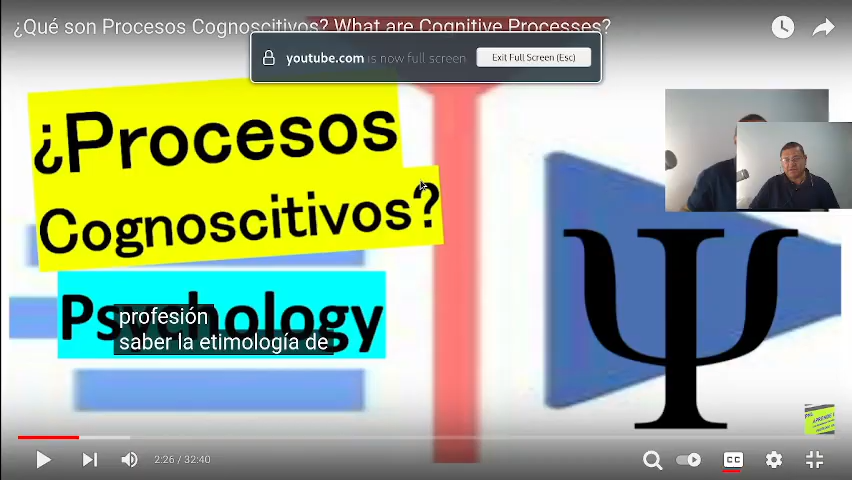 ¿Qué son Procesos Cognoscitivos? What are Cognitive Processes?
youtube.com is now full screen
Exit Full Screen (Esc)
¿Procesos
Cognoscitivos?
Psychology
profesión
saber la etimología de
Ψ
2:26 / 32:40
CC